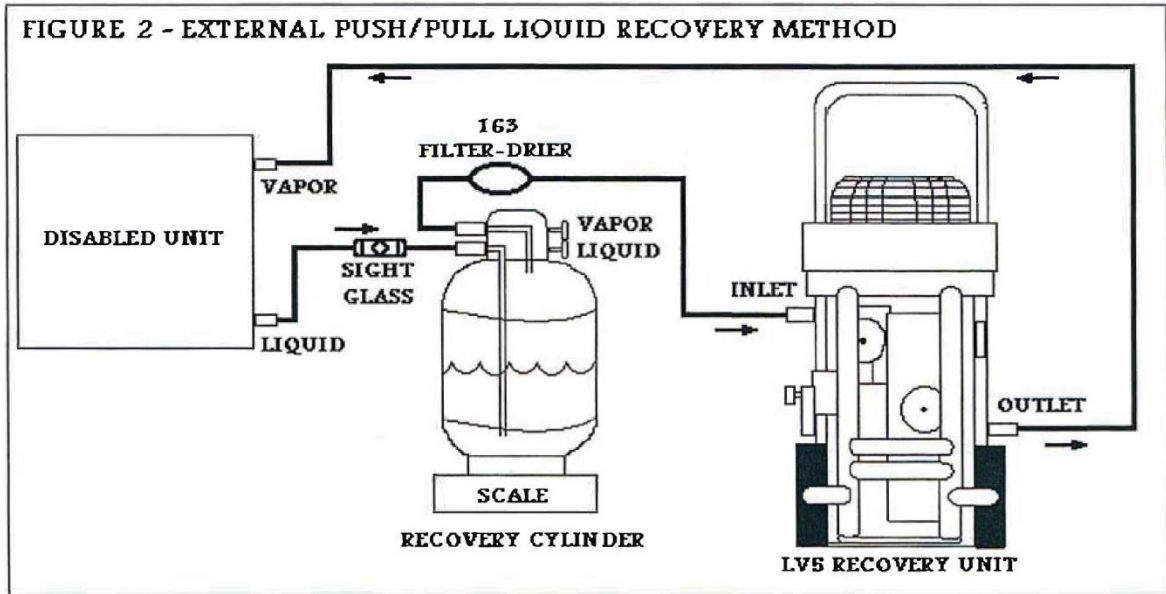 FIGURE 2 - EXTERNAL PUSH/PULL LIQUID RECOVERY METHOD
163
FILTER-DRIER
VAPOR
DISABLED UNIT
VAPOR
LIQUID
SIGHT
GLASS
INLET
LIQUID
OUTLET
SCALE
RECOVERY CYLINDER
LV5 RECOVERY UNIT